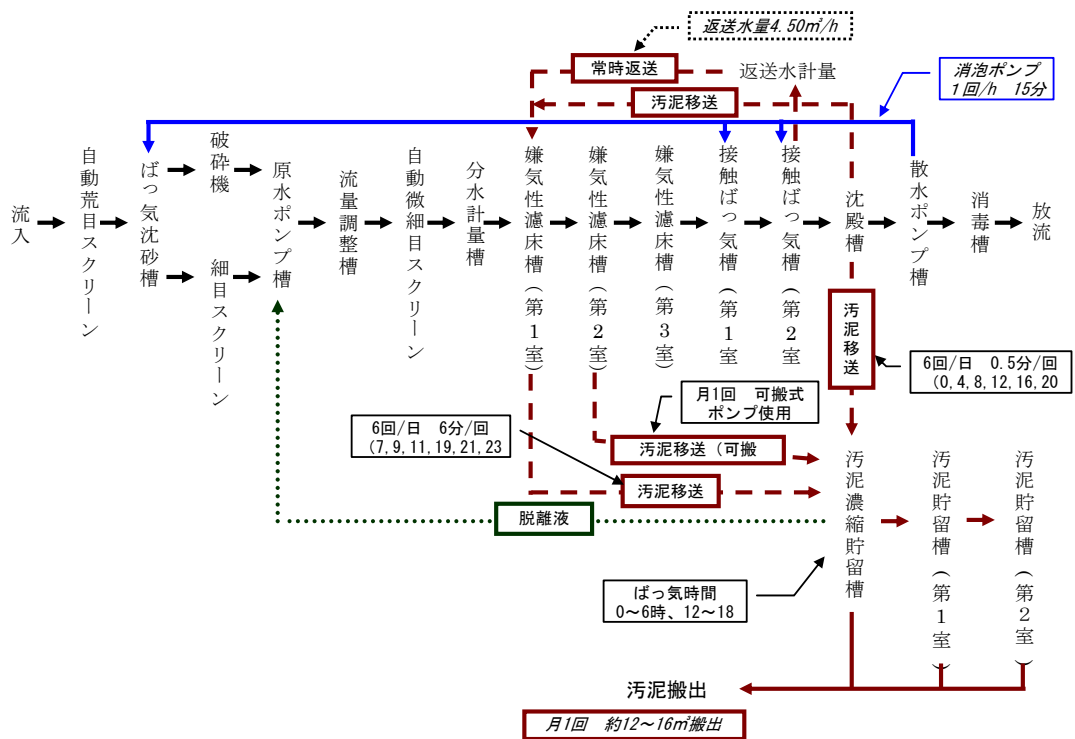 返送水量4.50㎥/h
常時返送
返送水計量
消泡ポンプ
1回/h 15分
汚泥移送
流入
自動荒目スクリーン
ばっ気沈砂槽
破砕機
細目スクリーン
原水ポンプ槽
流量調整槽
自動微細目スクリーン
分水計量槽
嫌気性濾床槽(第1室)
嫌気性濾床槽(第2室)
嫌気性濾床槽(第3室)
接触ばっ気槽(第1室
接触ばっ気槽(第2室
沈殿槽
散水ポンプ槽
消毒槽
放流
汚泥移送
6回/日 0.5分/回
(0,4,8,12,16,20
月1回 可搬式
ポンプ使用
6回/日 6分/回
(7,9,11,19,21,23
汚泥移送(可搬
汚泥移送
脱離液
汚泥濃縮貯留槽
汚泥貯留槽(第1室)
汚泥貯留槽(第2室)
ばっ気時間
0~6時、12~18
汚泥搬出
月1回 約12~16㎥搬出